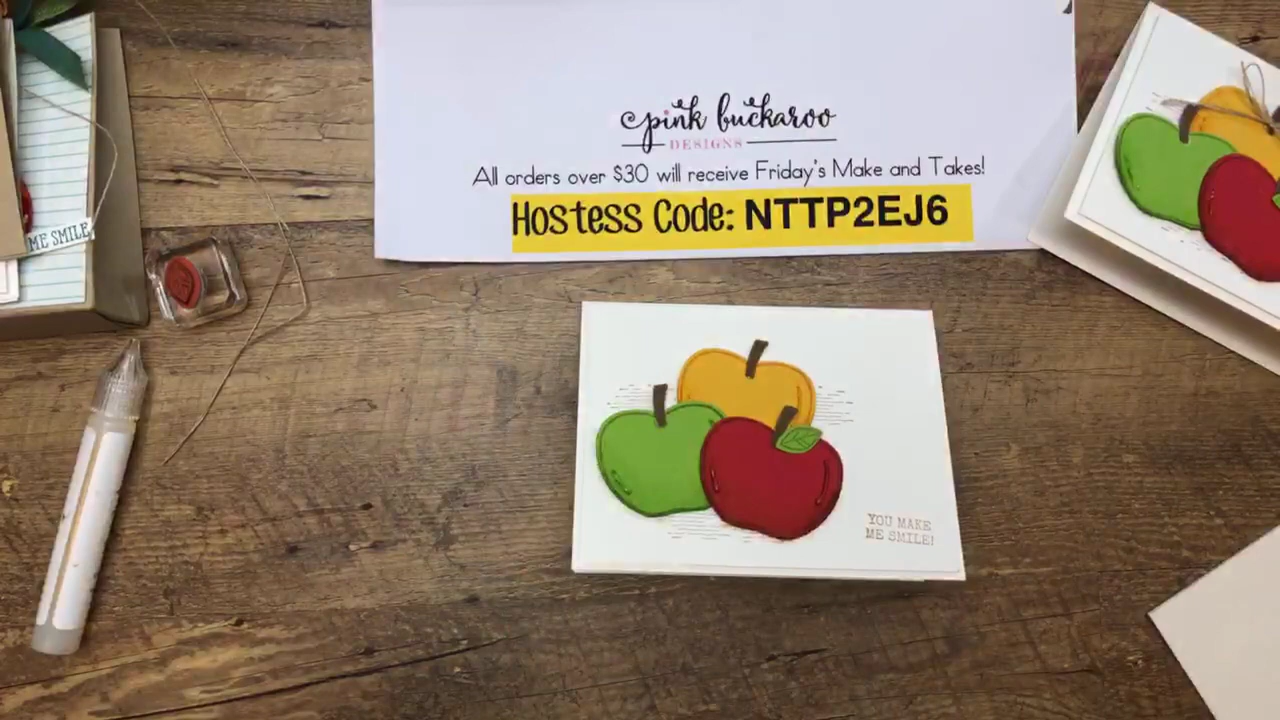 pink buckaroo
DESIGNS
All orders over $30 will receive Friday's Make and Takes!
Hostess Code: NTTP2EJ6
ME SMILE
YOU MAKE
ME SMILE!